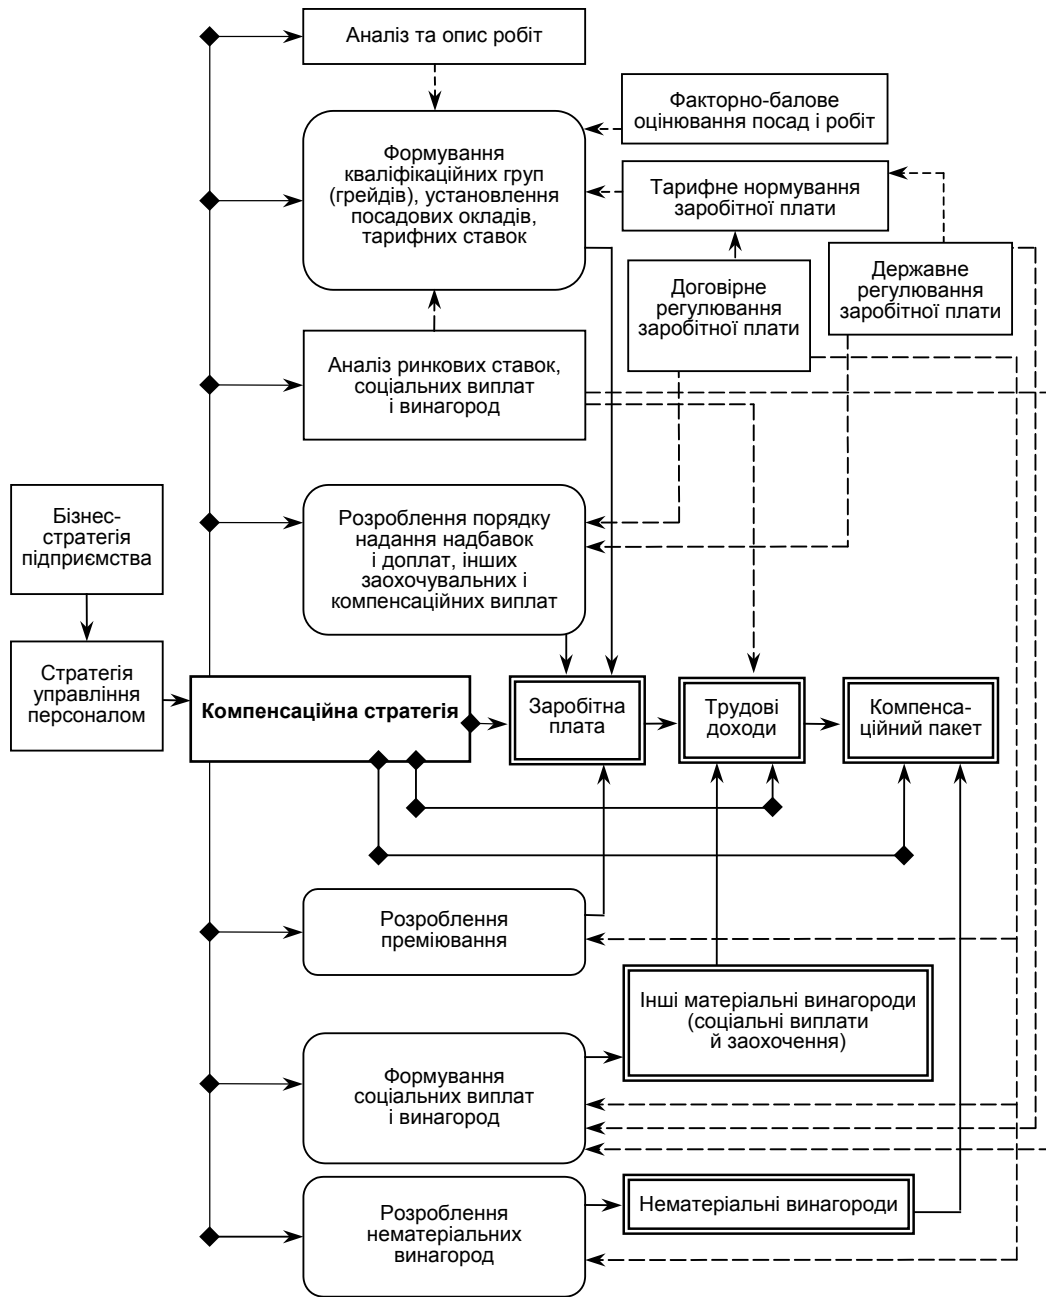 Аналіз та опис робіт
Факторно-балове
оцінювання посад і робіт
Формування
кваліфікаційних груп
(грейдів), установлення
посадових окладів,
тарифних ставок
Тарифне нормування
заробітної плати
Договірне
регулювання
заробітної плати
Державне
регулювання
заробітної плати
Аналіз ринкових ставок,
соціальних виплат
і винагород
Бізнес-
стратегія
підприємства
Розроблення порядку
надання надбавок
і доплат, інших
заохочувальних і
компенсаційних виплат
Стратегія
управління
персоналом
Компенсаційна стратегія
Заробітна
плата
Трудові
доходи
Компенса-
ційний пакет
Розроблення
преміювання
Інші матеріальні винагороди
(соціальні виплати
й заохочення)
Формування
соціальних виплат
і винагород
Розроблення
нематеріальних
винагород
Нематеріальні винагороди